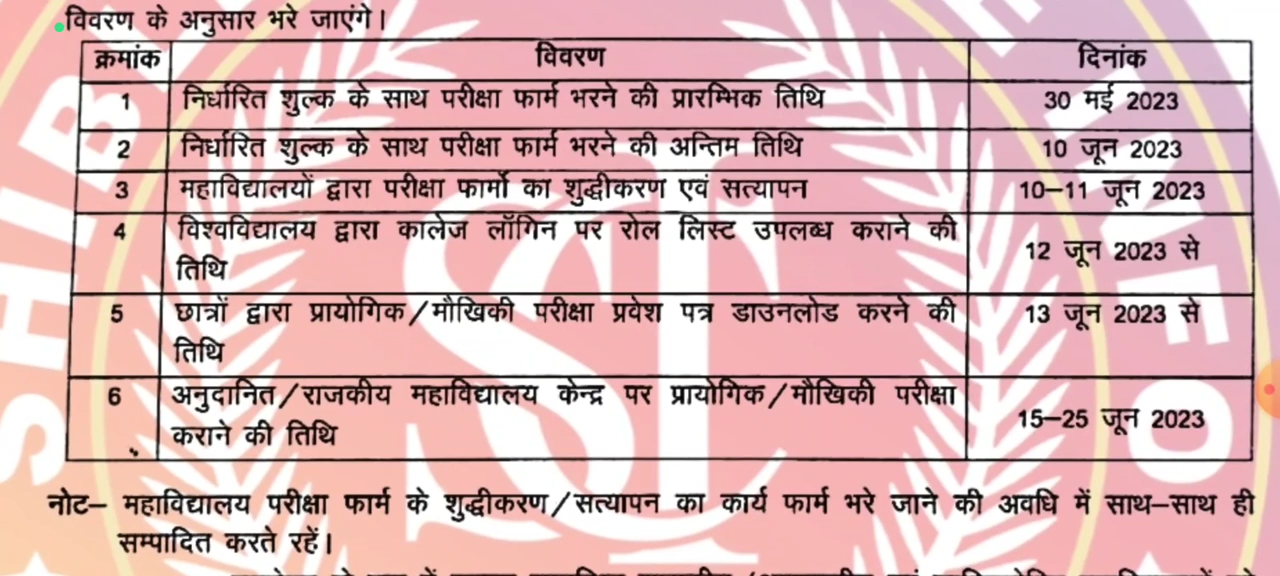 विवरण के अनुसार भरे जाएंगे।
क्रमांक विवरण दिनांक
1 निर्धारित शुल्क के साथ परीक्षा फार्म भरने की प्रारम्भिक तिथि 30 मई 2023
2 निर्धारित शुल्क के साथ परीक्षा फार्म भरने की अन्तिम तिथि 10 जून 2023
3 महाविद्यालयों द्वारा परीक्षा फार्मो का शुद्धीकरण एवं सत्यापन 10–11 जून 2023
4 विश्वविद्यालय द्वारा कालेज लॉगिन पर रोल लिस्ट उपलब्ध कराने की
तिथि 12 जून 2023 से
5 छात्रों द्वारा प्रायोगिक/मौखिकी परीक्षा प्रवेश पत्र डाउनलोड करने की
तिथि 13 जून 2023 से
6 अनुदानित/राजकीय महाविद्यालय केन्द्र पर प्रायोगिक/मौखिकी परीक्षा
कराने की तिथि 15–25 जून 2023
नोट– महाविद्यालय परीक्षा फार्म के शुद्धीकरण/सत्यापन का कार्य फार्म भरे जाने की अवधि में साथ–साथ ही
सम्पादित करते रहें।